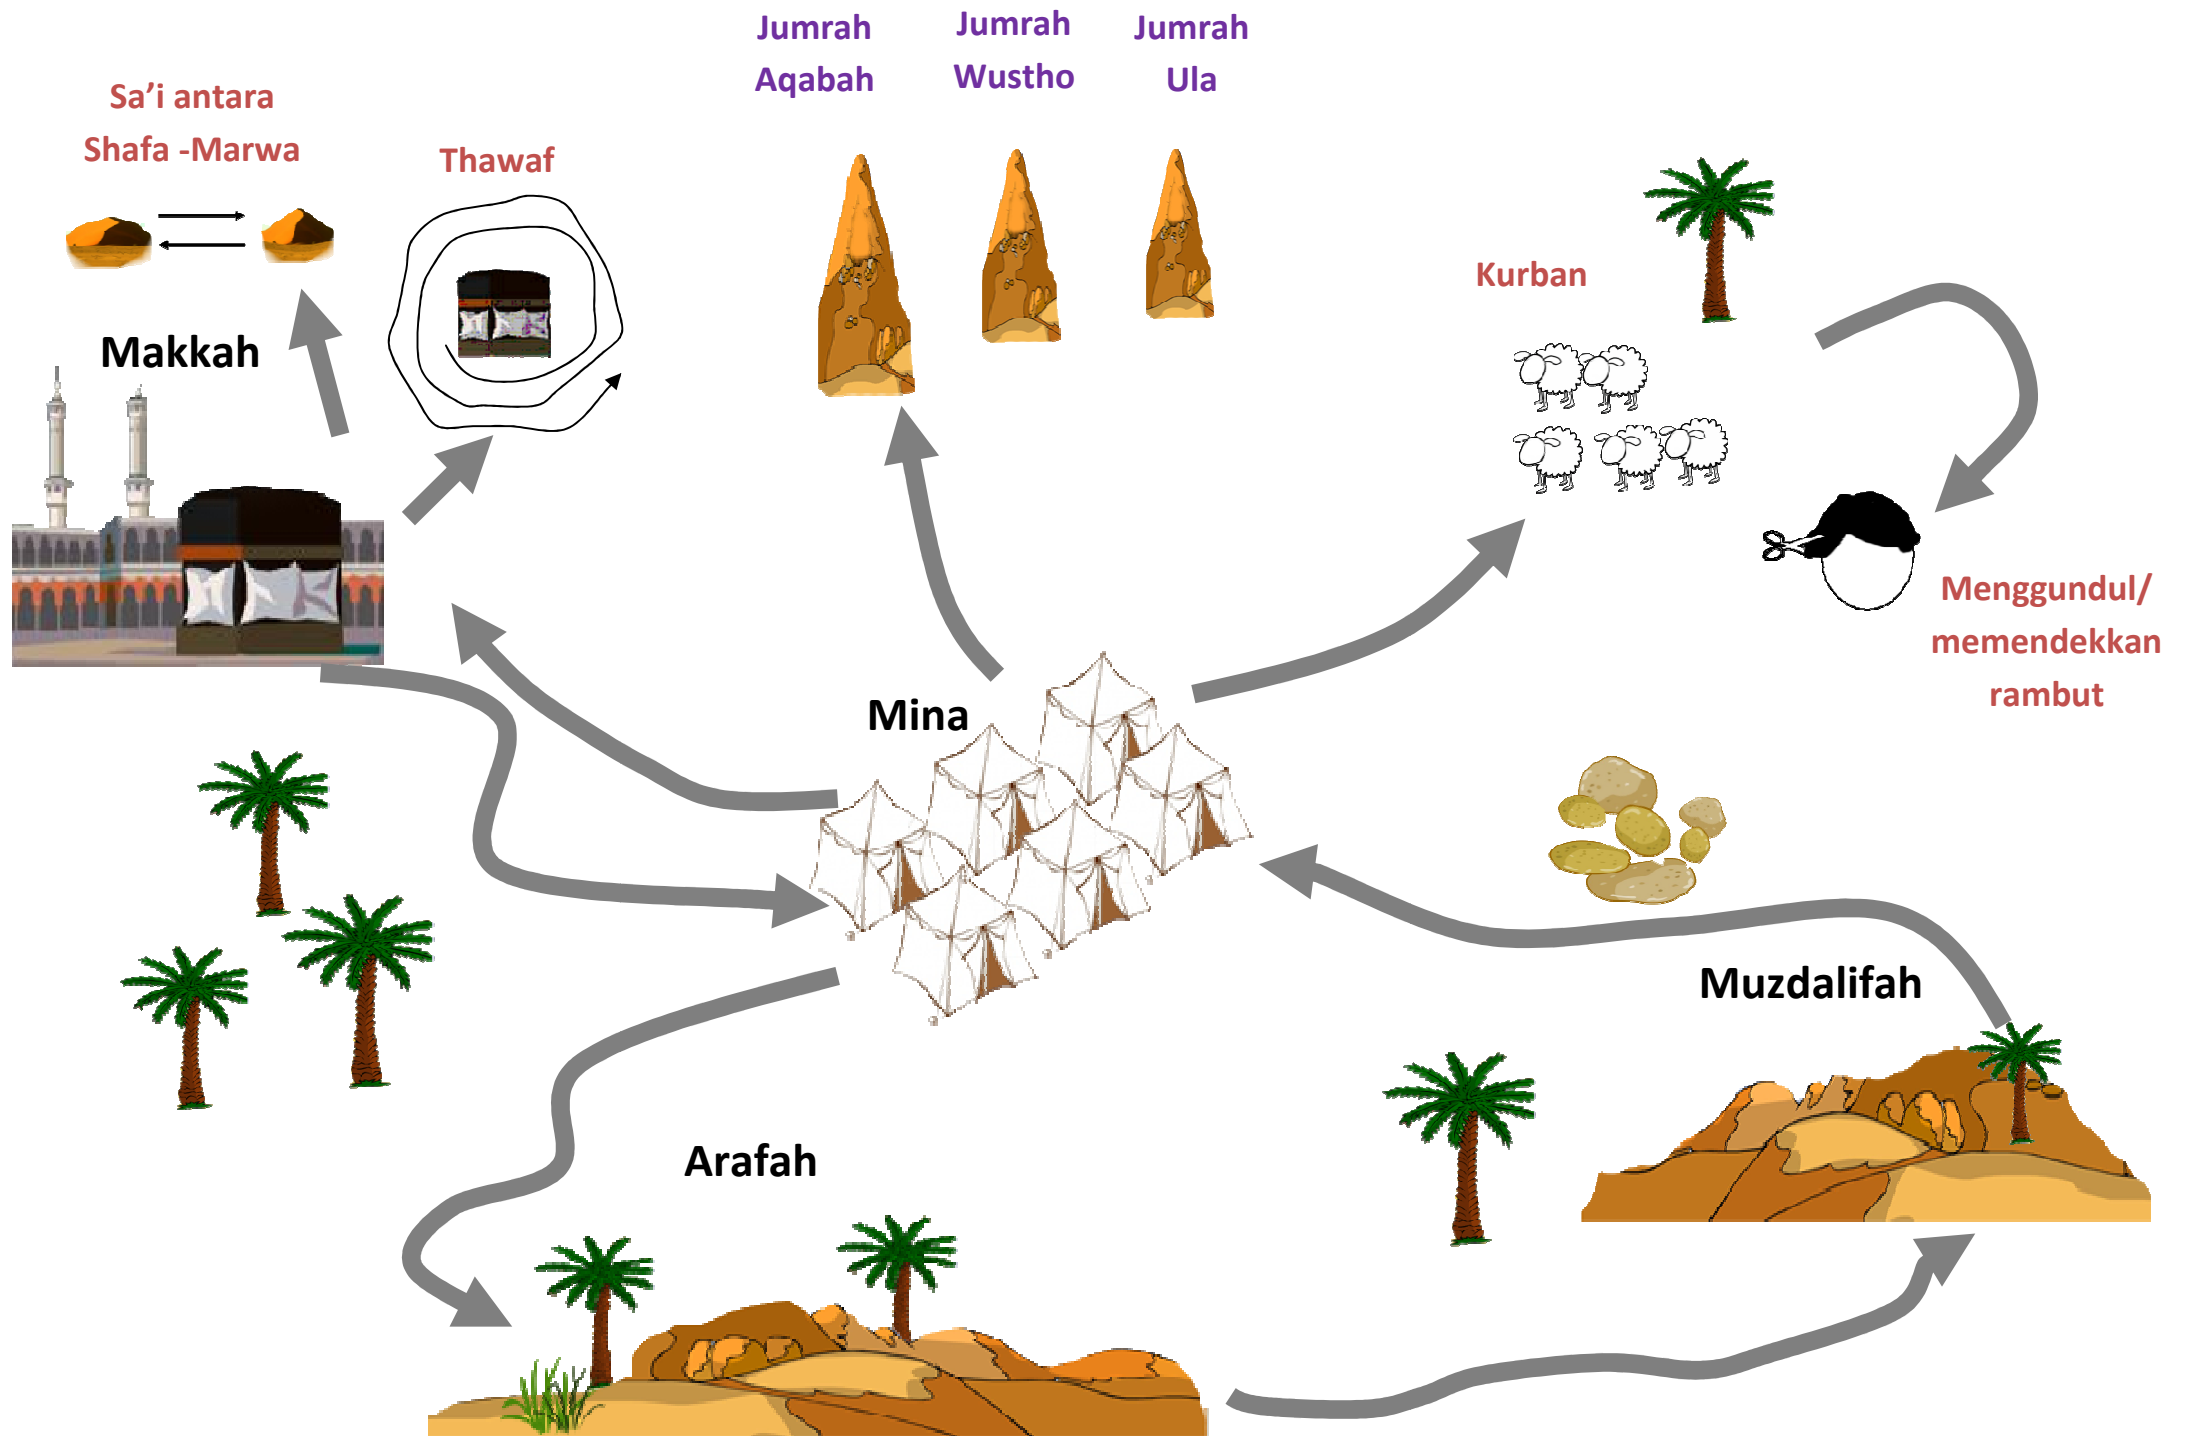 Jumrah
Aqabah
Jumrah
Wustho
Jumrah
Ula
Sa’i antara
Shafa -Marwa
Thawaf
Kurban
Makkah
Menggundul/
memendekkan
rambut
Mina
Muzdalifah
Arafah